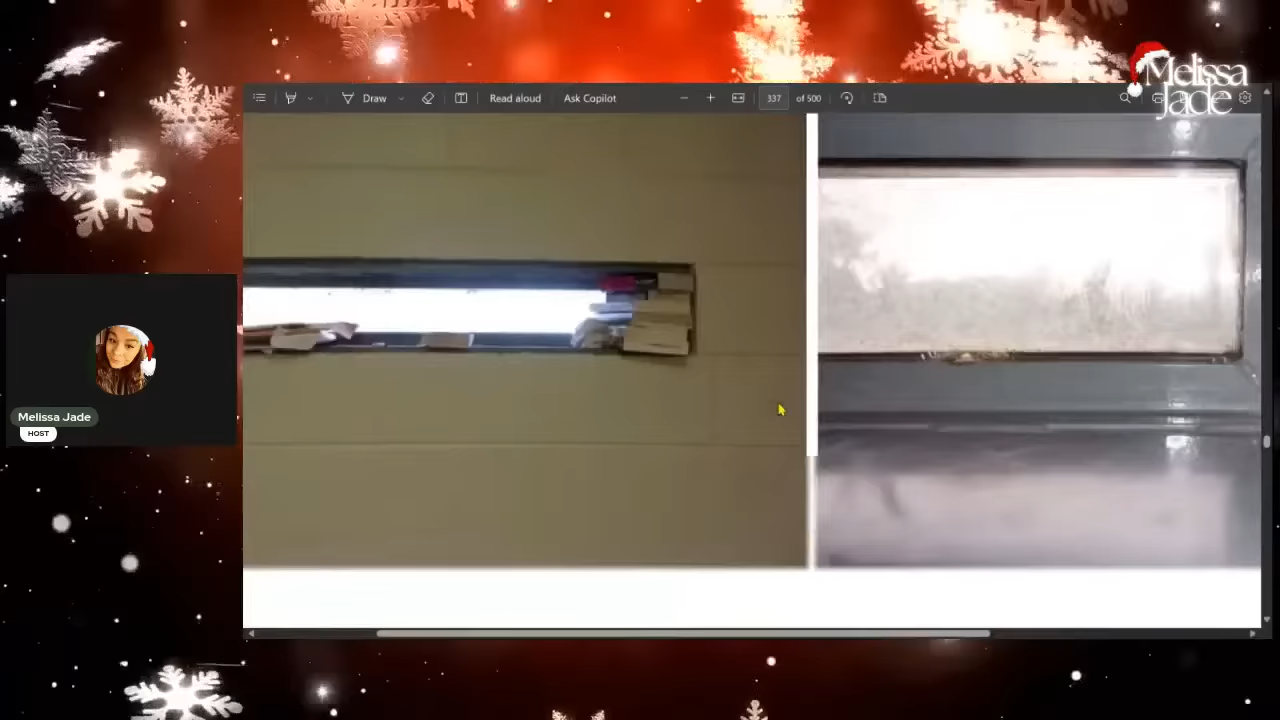 Melissa
Jade
Draw
Read aloud
Ask Copilot
337
of 500
Melissa Jade
HOST